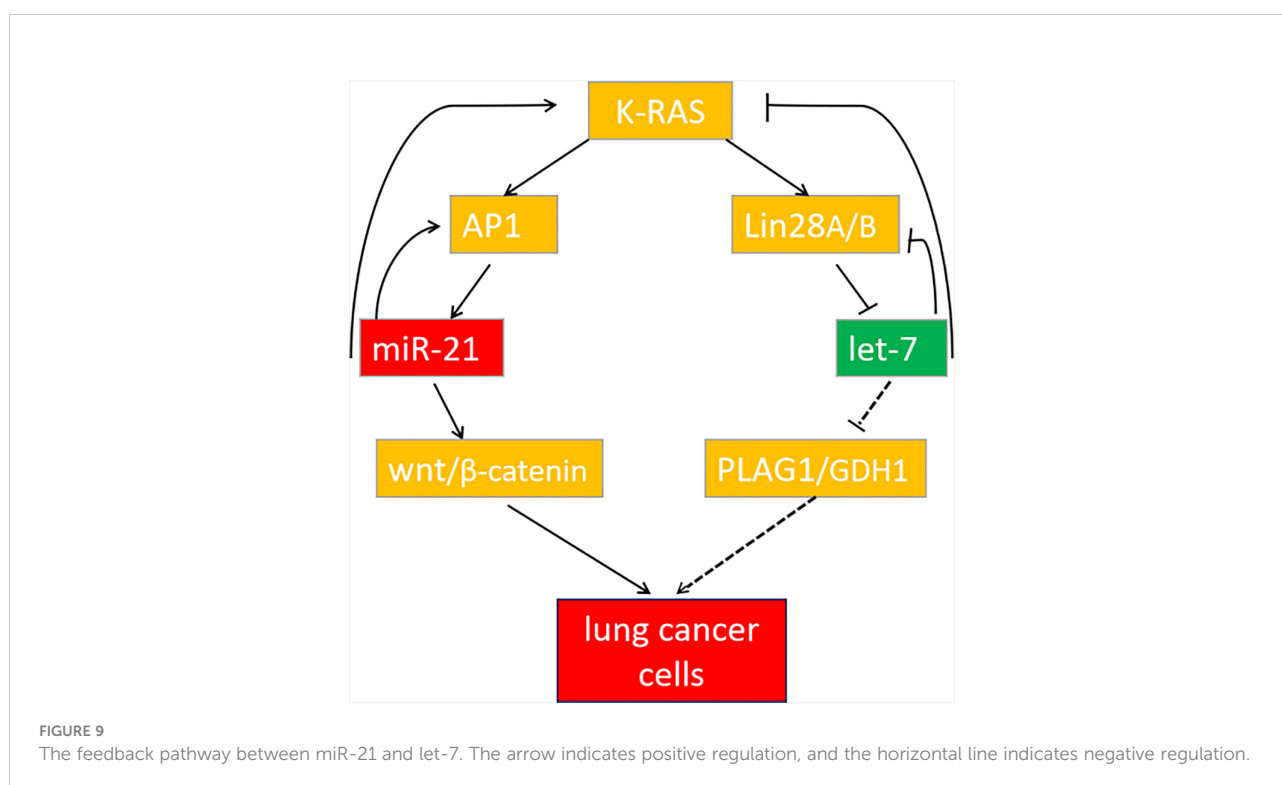 K-RAS
AP1
Lin28A/B
miR-21
let-7
wnt/β-catenin
PLAG1/GDH1
lung cancer
cells
FIGURE 9
The feedback pathway between miR-21 and let-7. The arrow indicates positive regulation, and the horizontal line indicates negative regulation.